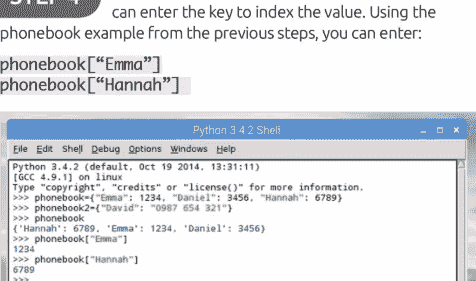 can enter the key to index the value. Using the
phonebook example from the previous steps, you can enter:
phonebook[“Emma”]
phonebook[“Hannah”]
Python 3.4.2 Shell
File Edit Shell Debug Options Windows Help
Python 3.4.2 (default, Oct 19 2014, 13:31:11)
[GCC 4.9.1] on linux
Type "copyright", "credits" or "license()" for more information.
>>> phonebook={"Emma": 1234, "Daniel": 3456, "Hannah": 6789}
>>> phonebook2={"David": "0987 654 321"}
>>> phonebook
{'Hannah': 6789, 'Emma': 1234, 'Daniel': 3456}
>>> phonebook["Emma"]
1234
>>> phonebook["Hannah"]
6789
>>>